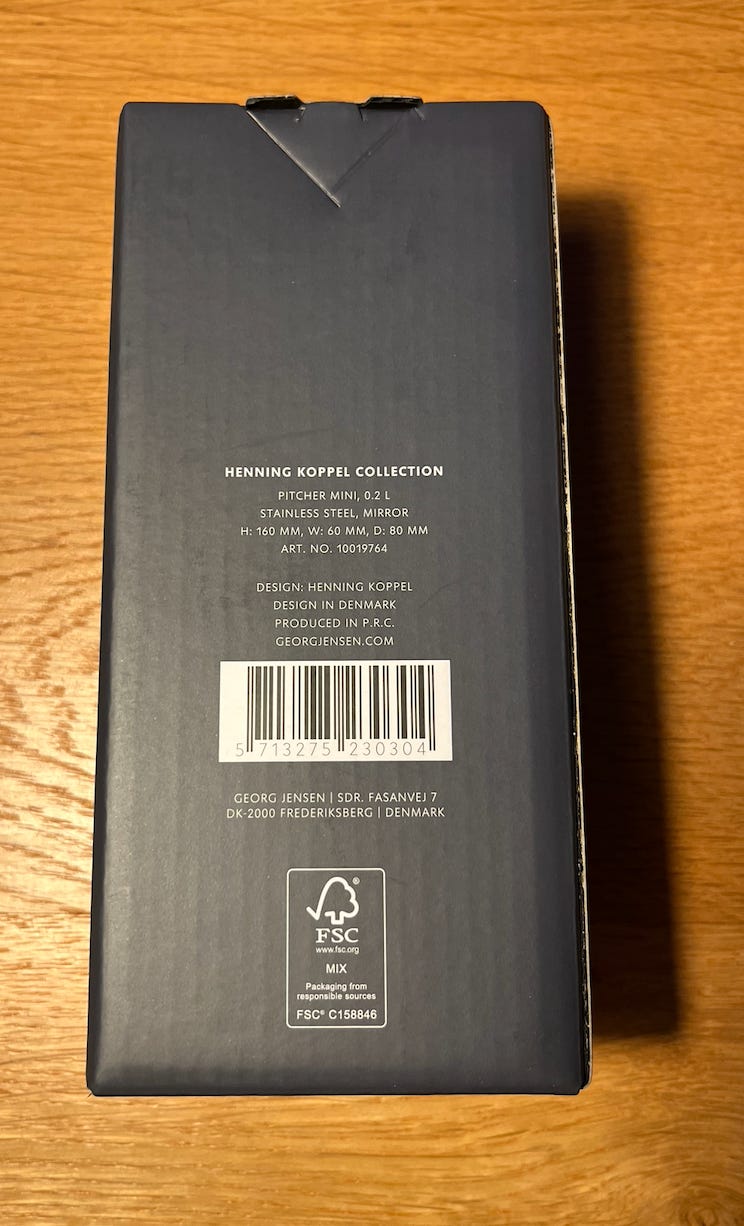 HENNING KOPPEL COLLECTION
PITCHER MINI, 0.2 L
STAINLESS STEEL, MIRROR
H: 160 MM, W: 60 MM, D: 80 MM
ART. NO. 10019764
DESIGN: HENNING KOPPEL
DESIGN IN DENMARK
PRODUCED IN P.R.C.
GEORGJENSEN.COM
5 713275 230304
GEORG JENSEN | SDR. FASANVEJ 7
DK-2000 FREDERIKSBERG | DENMARK
®
FSC
www.fsc.org
MIX
Packaging from
responsible sources
FSC® C158846